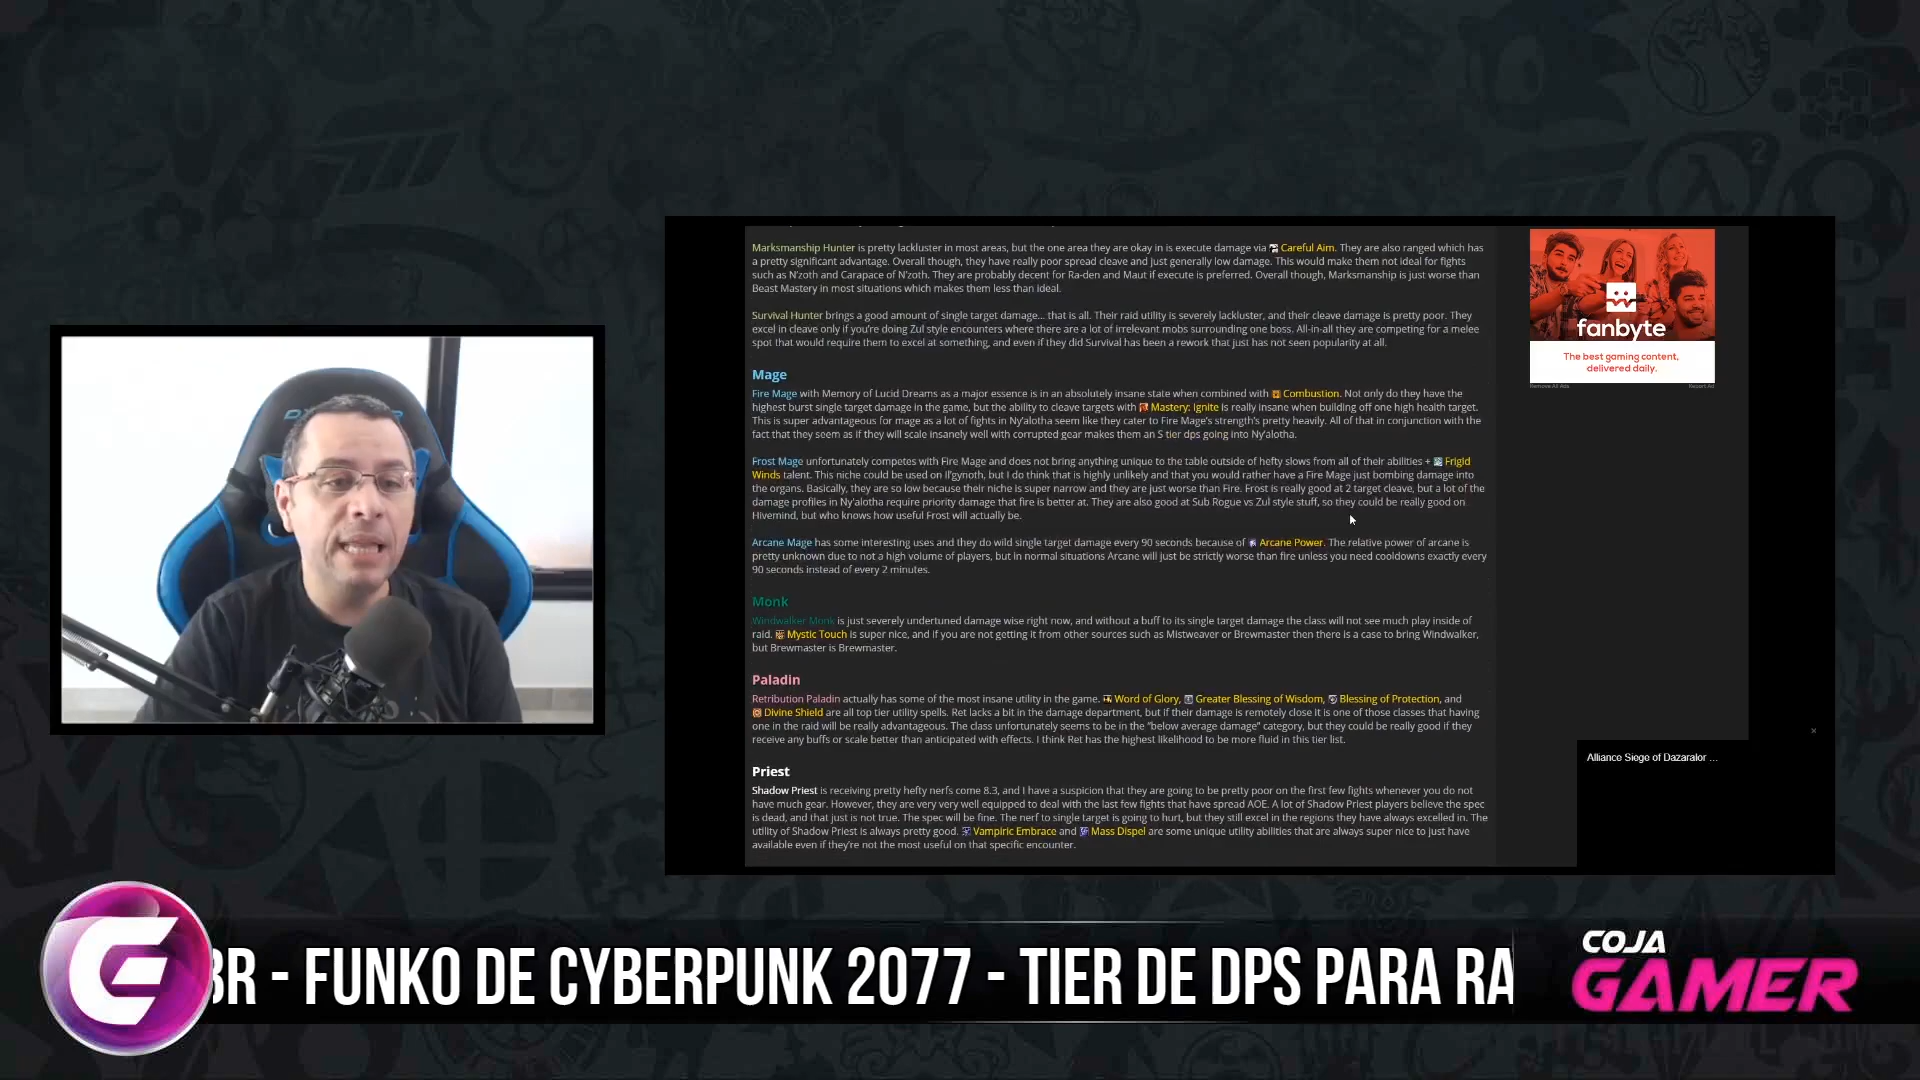 Marksmanship Hunter is pretty lackluster in most areas, but the one area they are okay in is execute damage via Careful Aim. They are also ranged which has
a pretty significant advantage. Overall though, they have really poor spread cleave and just generally low damage. This would make them not ideal for fights
such as N'zoth and Carapace of N'zoth. They are probably decent for Ra-den and Maut if execute is preferred. Overall though, Marksmanship is just worse than
Beast Mastery in most situations which makes them less than ideal.
Survival Hunter brings a good amount of single target damage... that is all. Their raid utility is severely lackluster, and their cleave damage is pretty poor. They
excel in cleave only if you're doing Zul style encounters where there are a lot of irrelevant mobs surrounding one boss. All-in-all they are competing for a melee
spot that would require them to excel at something, and even if they did Survival has been a rework that just has not seen popularity at all.
Mage
Fire Mage with Memory of Lucid Dreams as a major essence is in an absolutely insane state when combined with Combustion. Not only do they have the
highest burst single target damage in the game, but the ability to cleave targets with Mastery: Ignite is really insane when building off one high health target.
This is super advantageous for mage as a lot of fights in Ny'alotha seem like they cater to Fire Mage's strength's pretty heavily. All of that in conjunction with the
fact that they seem as if they will scale insanely well with corrupted gear makes them an S tier dps going into Ny'alotha.
Frost Mage unfortunately competes with Fire Mage and does not bring anything unique to the table outside of hefty slows from all of their abilities + Frigid
Winds talent. This niche could be used on Il'gynoth, but I do think that is highly unlikely and that you would rather have a Fire Mage just bombing damage into
the organs. Basically, they are so low because their niche is super narrow and they are just worse than Fire. Frost is really good at 2 target cleave, but a lot of the
damage profiles in Ny'alotha require priority damage that fire is better at. They are also good at Sub Rogue vs Zul style stuff, so they could be really good on
Hivemind, but who knows how useful Frost will actually be.
Arcane Mage has some interesting uses and they do wild single target damage every 90 seconds because of Arcane Power. The relative power of arcane is
pretty unknown due to not a high volume of players, but in normal situations Arcane will just be strictly worse than fire unless you need cooldowns exactly every
90 seconds instead of every 2 minutes.
Monk
Windwalker Monk is just severely undertuned damage wise right now, and without a buff to its single target damage the class will not see much play inside of
raid. Mystic Touch is super nice, and if you are not getting it from other sources such as Mistweaver or Brewmaster then there is a case to bring Windwalker,
but Brewmaster is Brewmaster.
Paladin
Retribution Paladin actually has some of the most insane utility in the game. Word of Glory, Greater Blessing of Wisdom, Blessing of Protection, and
Divine Shield are all top tier utility spells. Ret lacks a bit in the damage department, but if their damage is remotely close it is one of those classes that having
one in the raid will be really advantageous. The class unfortunately seems to be in the "below average damage" category, but they could be really good if they
receive any buffs or scale better than anticipated with effects. I think Ret has the highest likelihood to be more fluid in this tier list.
Priest
Shadow Priest is receiving pretty hefty nerfs come 8.3, and I have a suspicion that they are going to be pretty poor on the first few fights whenever you do not
have much gear. However, they are very very well equipped to deal with the last few fights that have spread AOE. A lot of Shadow Priest players believe the spec
is dead, and that just is not true. The spec will be fine. The nerf to single target is going to hurt, but they still excel in the regions they have always excelled in. The
utility of Shadow Priest is always pretty good. Vampiric Embrace and Mass Dispel are some unique utility abilities that are always super nice to just have
available even if they're not the most useful on that specific encounter.
fanbyte
The best gaming content,
delivered daily.
Remove All Ads
Report Ad
Alliance Siege of Dazaralor ...
BR - FUNKO DE CYBERPUNK 2077 - TIER DE DPS PARA RA
COJA
GAMER